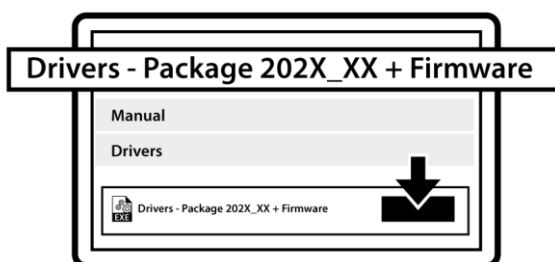 Drivers - Package 202X_XX + Firmware
Manual
Drivers
EXE Drivers - Package 202X_XX + Firmware